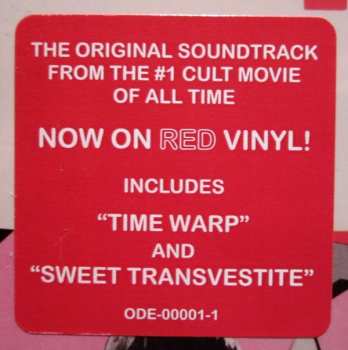 THE ORIGINAL SOUNDTRACK
FROM THE #1 CULT MOVIE
OF ALL TIME
NOW ON RED VINYL!
INCLUDES
“TIME WARP”
AND
“SWEET TRANSVESTITE”
ODE-00001-1